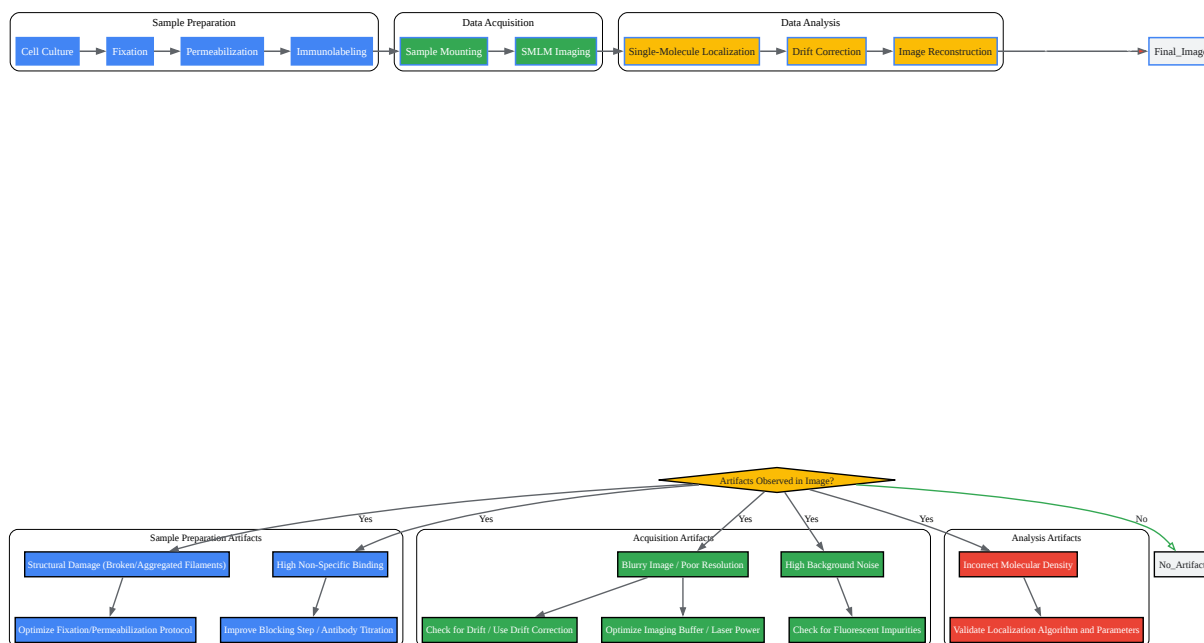 Sample Preparation
Data Acquisition
Data Analysis
Cell Culture
Fixation
Permeabilization
Immunolabeling
Sample Mounting
SMLM Imaging
Single-Molecule Localization
Drift Correction
Image Reconstruction
Final_Image
Artifacts Observed in Image?
Yes
Yes
Yes
Yes
Yes
No
Sample Preparation Artifacts
Acquisition Artifacts
Analysis Artifacts
Structural Damage (Broken/Aggregated Filaments)
High Non-Specific Binding
Blurry Image / Poor Resolution
High Background Noise
Incorrect Molecular Density
No_Artifact
Optimize Fixation/Permeabilization Protocol
Improve Blocking Step / Antibody Titration
Check for Drift / Use Drift Correction
Optimize Imaging Buffer / Laser Power
Check for Fluorescent Impurities
Validate Localization Algorithm and Parameters